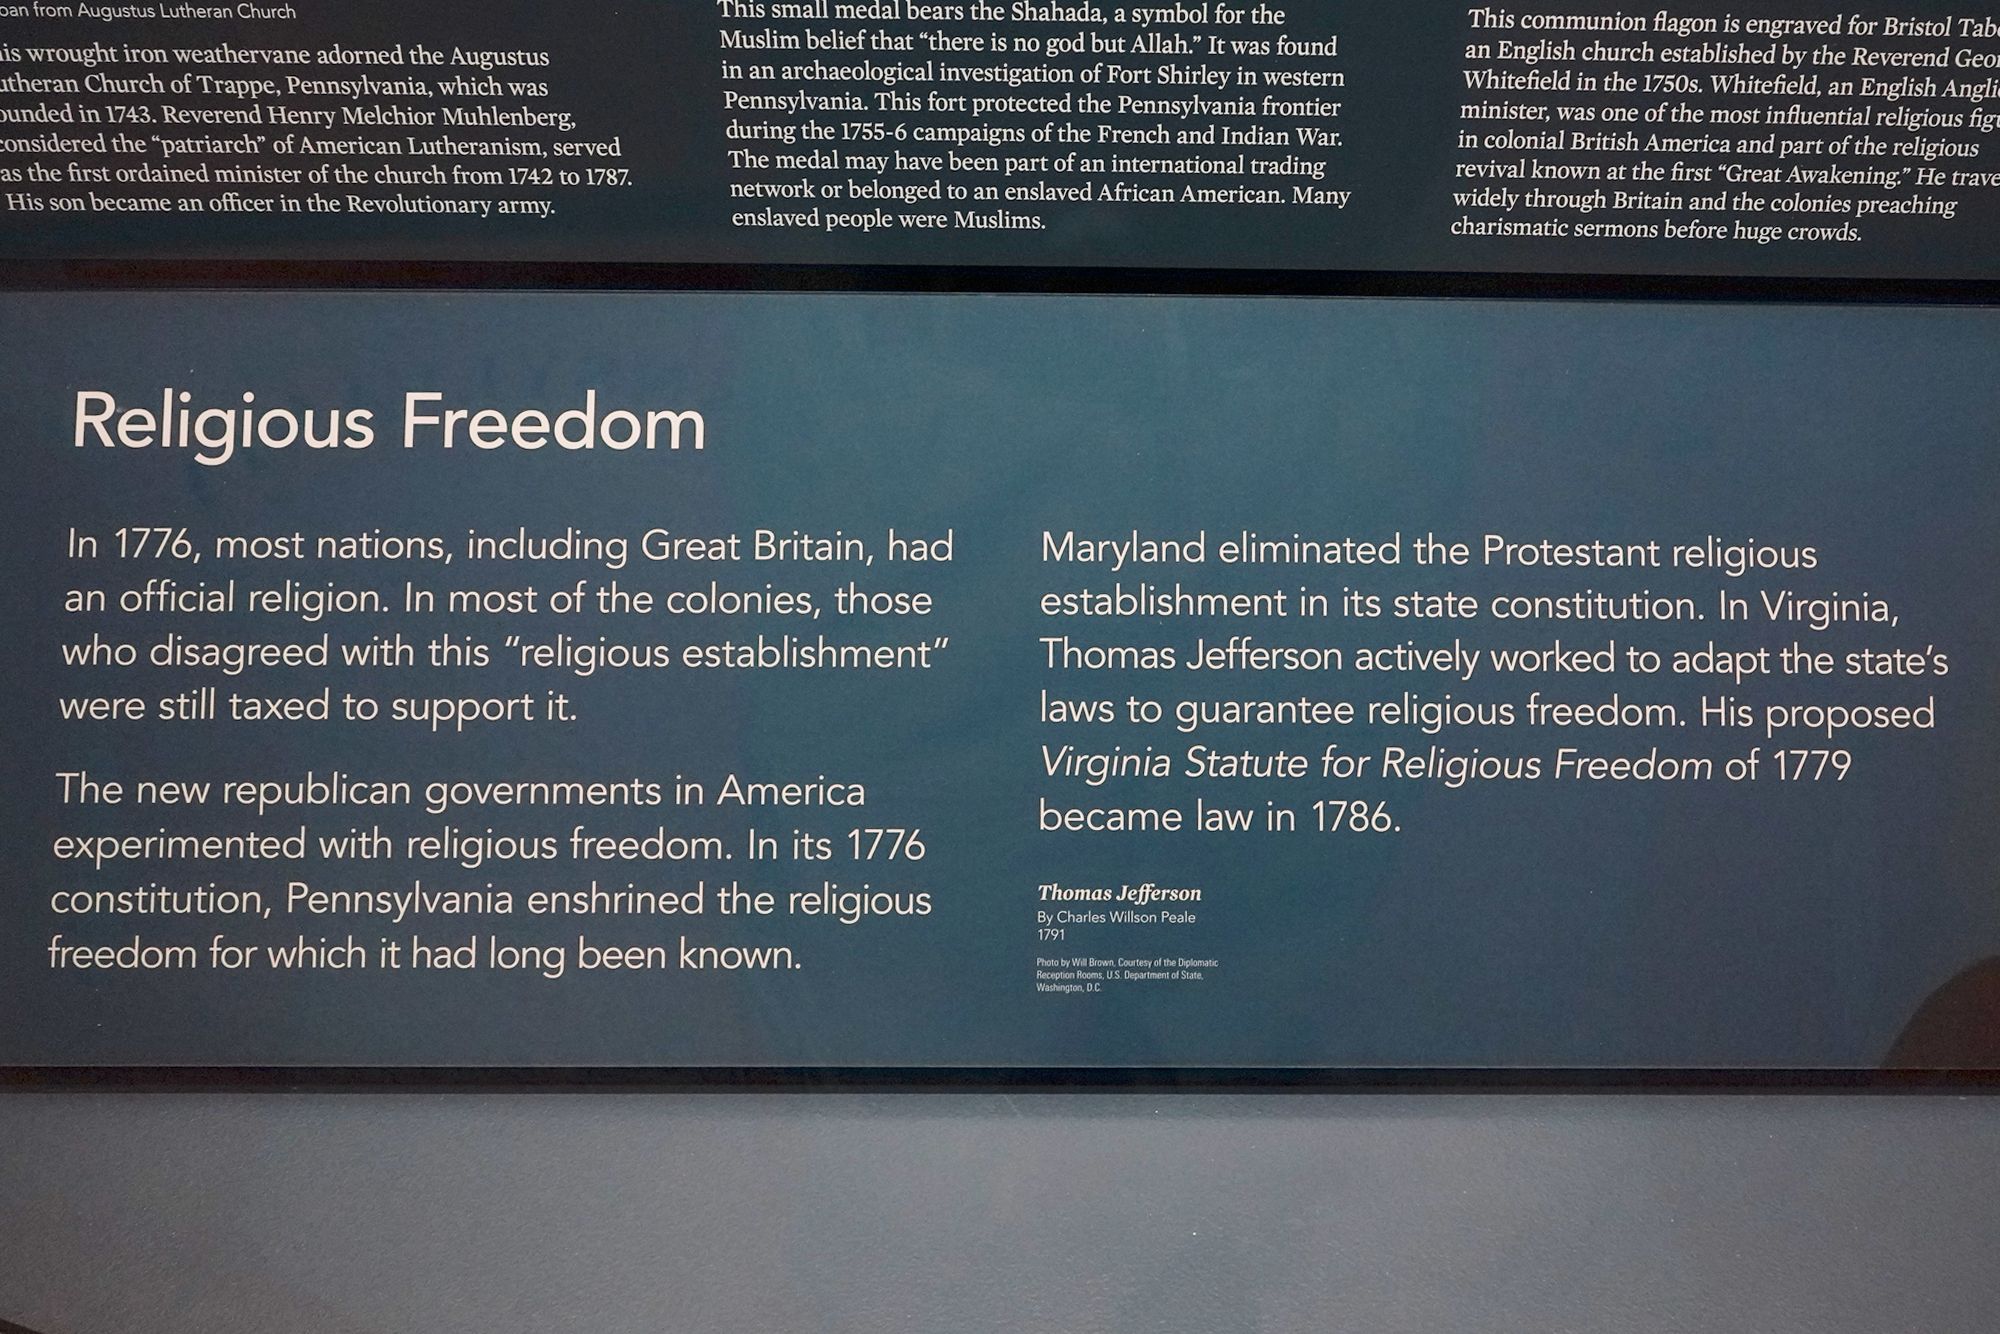 oan from Augustus Lutheran Church
is wrought iron weathervane adorned the Augustus
utheran Church of Trappe, Pennsylvania, which was
ounded in 1743. Reverend Henry Melchior Muhlenberg,
considered the “patriarch” of American Lutheranism, served
as the first ordained minister of the church from 1742 to 1787.
His son became an officer in the Revolutionary army.
This small medal bears the Shahada, a symbol for the
Muslim belief that “there is no god but Allah.” It was found
in an archaeological investigation of Fort Shirley in western
Pennsylvania. This fort protected the Pennsylvania frontier
during the 1755-6 campaigns of the French and Indian War.
The medal may have been part of an international trading
network or belonged to an enslaved African American. Many
enslaved people were Muslims.
This communion flagon is engraved for Bristol Tabe
an English church established by the Reverend Geor
Whitefield in the 1750s. Whitefield, an English Anglic
minister, was one of the most influential religious figu
in colonial British America and part of the religious
revival known at the first “Great Awakening.” He trave
widely through Britain and the colonies preaching
charismatic sermons before huge crowds.
Religious Freedom
In 1776, most nations, including Great Britain, had
an official religion. In most of the colonies, those
who disagreed with this “religious establishment”
were still taxed to support it.
The new republican governments in America
experimented with religious freedom. In its 1776
constitution, Pennsylvania enshrined the religious
freedom for which it had long been known.
Maryland eliminated the Protestant religious
establishment in its state constitution. In Virginia,
Thomas Jefferson actively worked to adapt the state’s
laws to guarantee religious freedom. His proposed
Virginia Statute for Religious Freedom of 1779
became law in 1786.
Thomas Jefferson
By Charles Willson Peale
1791
Photo by Will Brown, Courtesy of the Diplomatic
Reception Rooms, U.S. Department of State,
Washington, D.C.